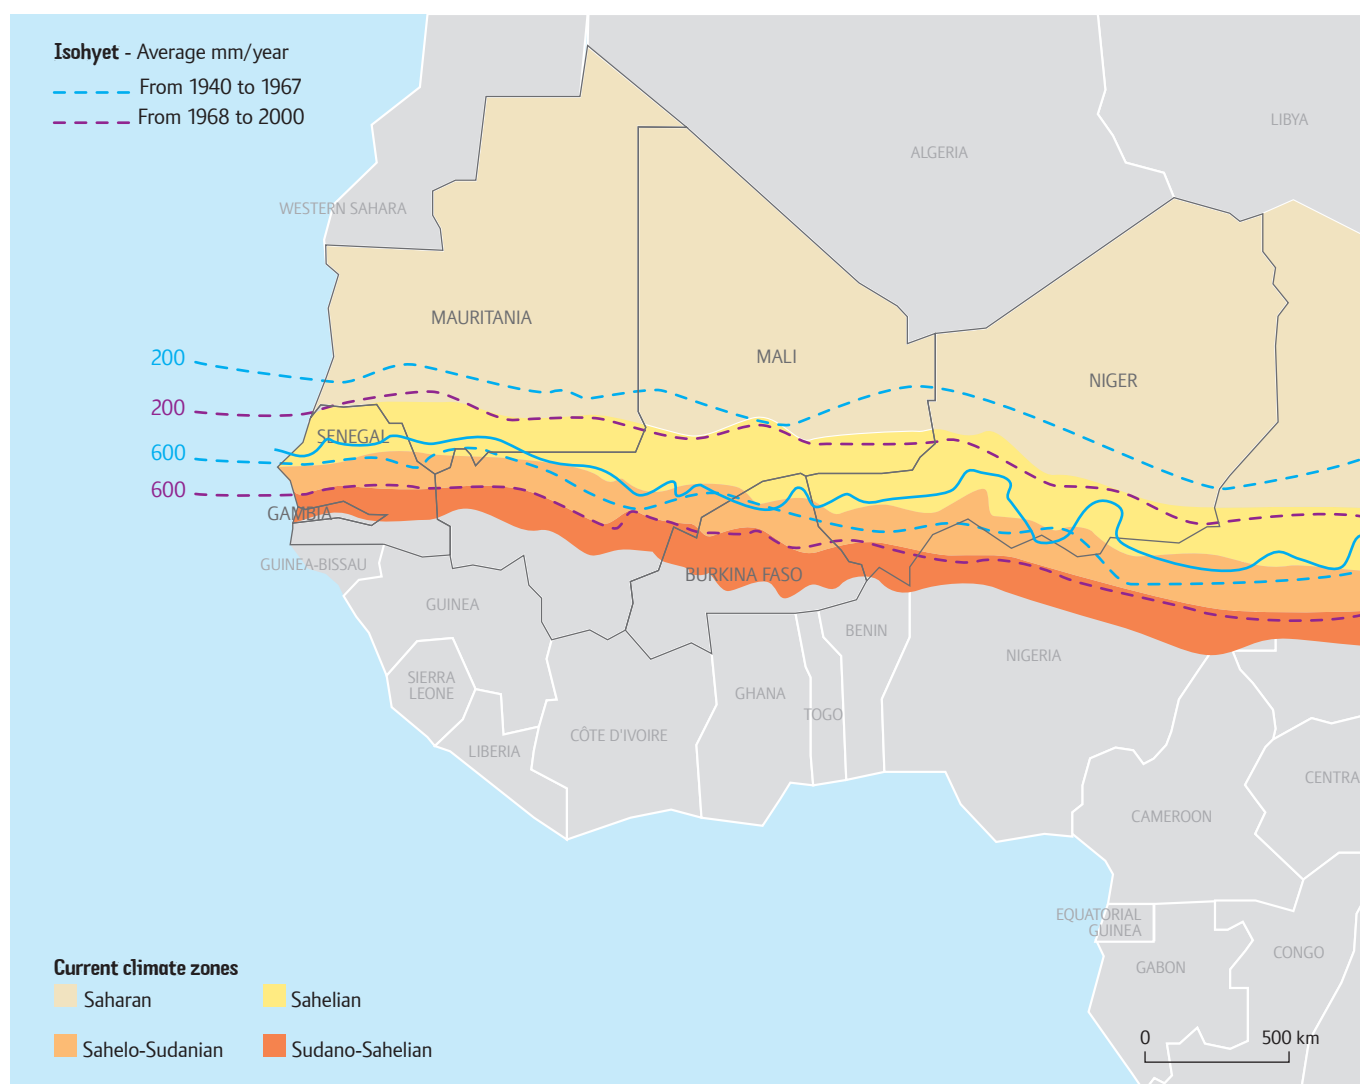 Isohyet - Average mm/year
From 1940 to 1967
From 1968 to 2000
LIBYA
ALGERIA
WESTERN SAHARA
MAURITANIA
MALI
NIGER
200
200
600
600
SENEGAL
GAMBIA
GUINEA-BISSAU
BURKINA FASO
GUINEA
BENIN
NIGERIA
SIERRA
LEONE
GHANA
TOGO
CÔTE D'IVOIRE
LIBERIA
CENTRA
CAMEROON
EQUATORIAL
GUINEA
CONGO
GABON
Current climate zones
Saharan
Sahelian
Sahelo-Sudanian
Sudano-Sahelian
0 500 km